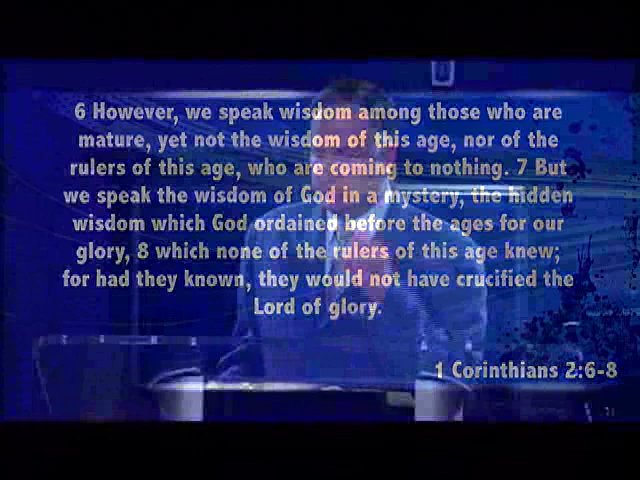 6 However, we speak wisdom among those who are
mature, yet not the wisdom of this age, nor of the
rulers of this age, who are coming to nothing. 7 But
we speak the wisdom of God in a mystery, the hidden
wisdom which God ordained before the ages for our
glory, 8 which none of the rulers of this age knew;
for had they known, they would not have crucified the
Lord of glory.
1 Corinthians 2:6-8